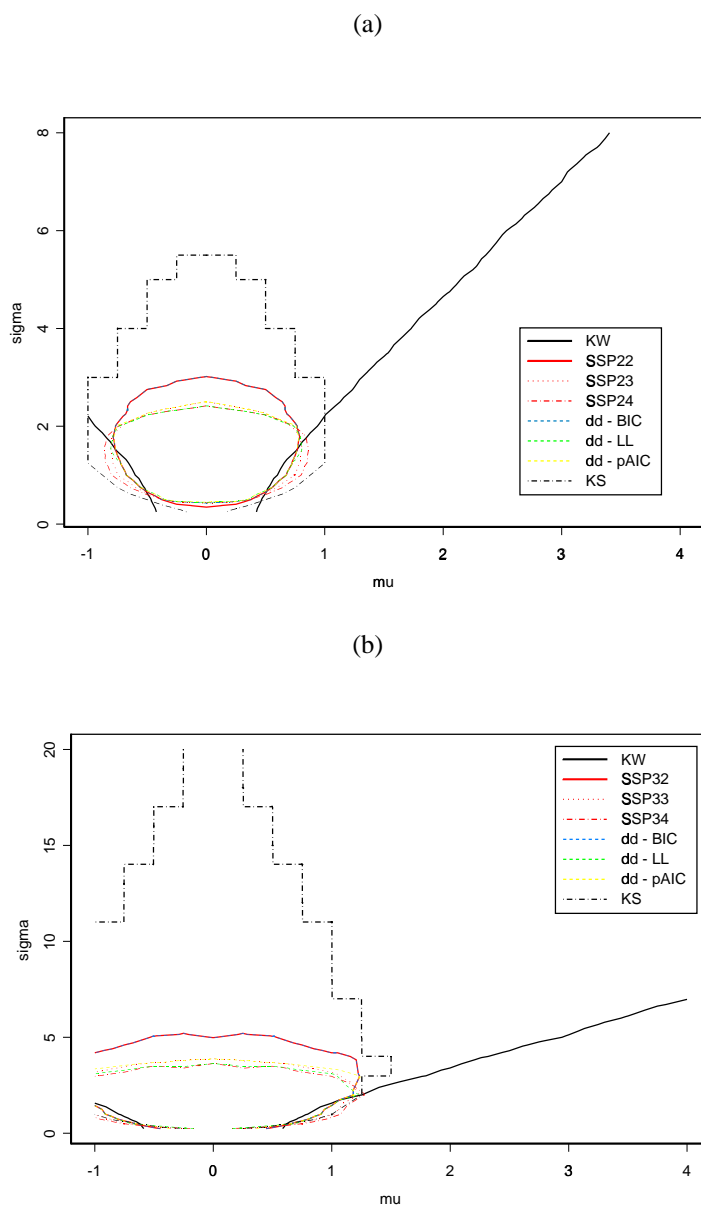 (a)
8
6
4
2
0
sigma
-1
0
1
2
3
4
mu
KW
SSP22
SSP23
SSP24
dd - BIC
dd - LL
dd - pAIC
KS
(b)
20
15
10
5
0
sigma
-1
0
1
2
3
4
mu
KW
SSP32
SSP33
SSP34
dd - BIC
dd - LL
dd - pAIC
KS